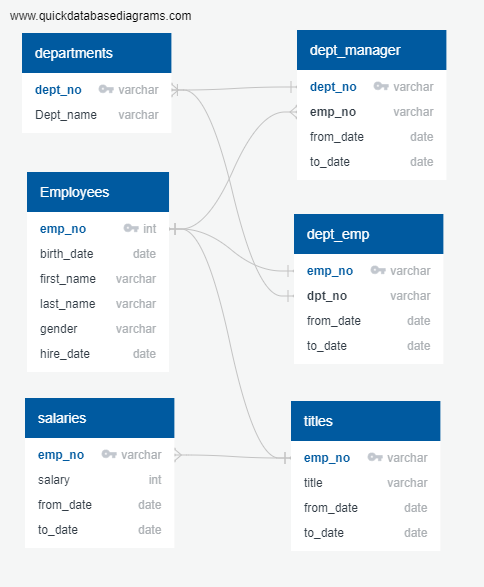 www.quickdatabasediagrams.com
departments
dept_no varchar
Dept_name varchar
dept_manager
dept_no varchar
emp_no varchar
from_date date
to_date date
Employees
emp_no int
birth_date date
first_name varchar
last_name varchar
gender varchar
hire_date date
dept_emp
emp_no varchar
dpt_no varchar
from_date date
to_date date
salaries
emp_no varchar
salary int
from_date date
to_date date
titles
emp_no varchar
title varchar
from_date date
to_date date